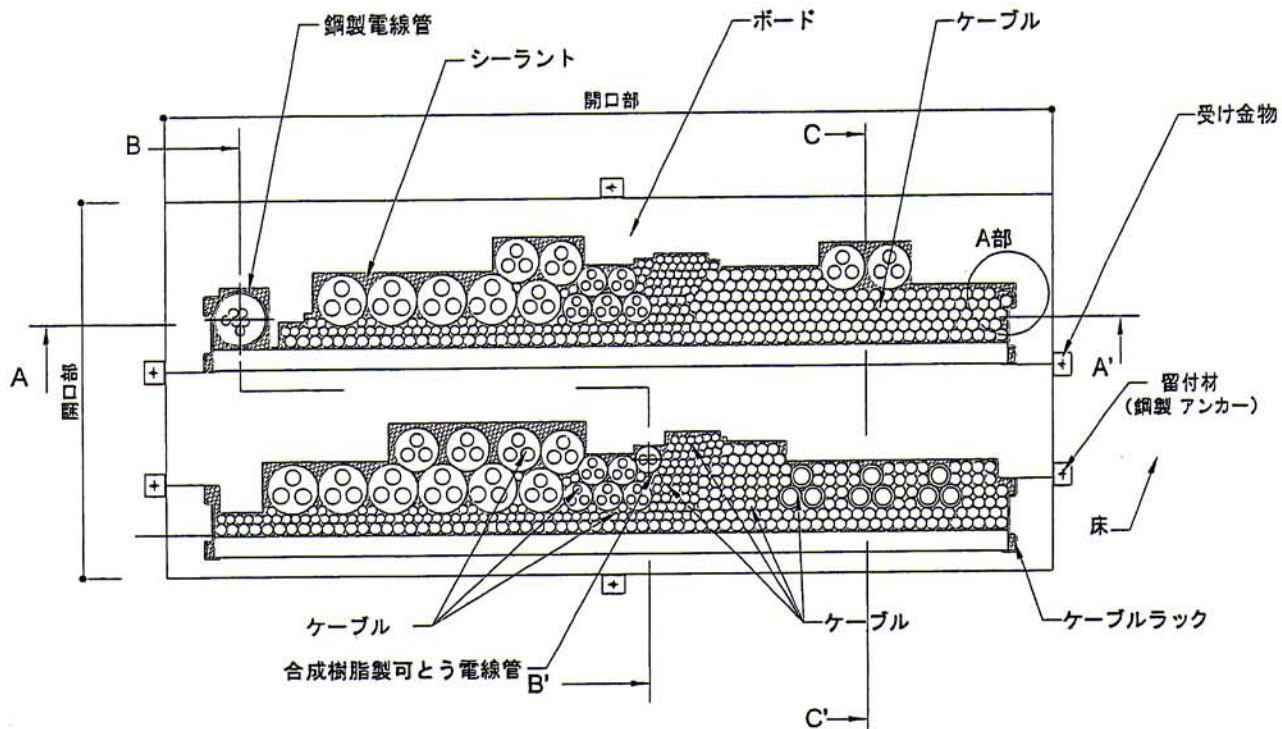 鋼製電線管
ボード
ケーブル
シーラント
開口部
受け金物
B
C
A部
A
A'
開口部
留付材
(鋼製 アンカー)
床
ケーブル
ケーブル
ケーブルラック
合成樹脂製可とう電線管
B'
C'